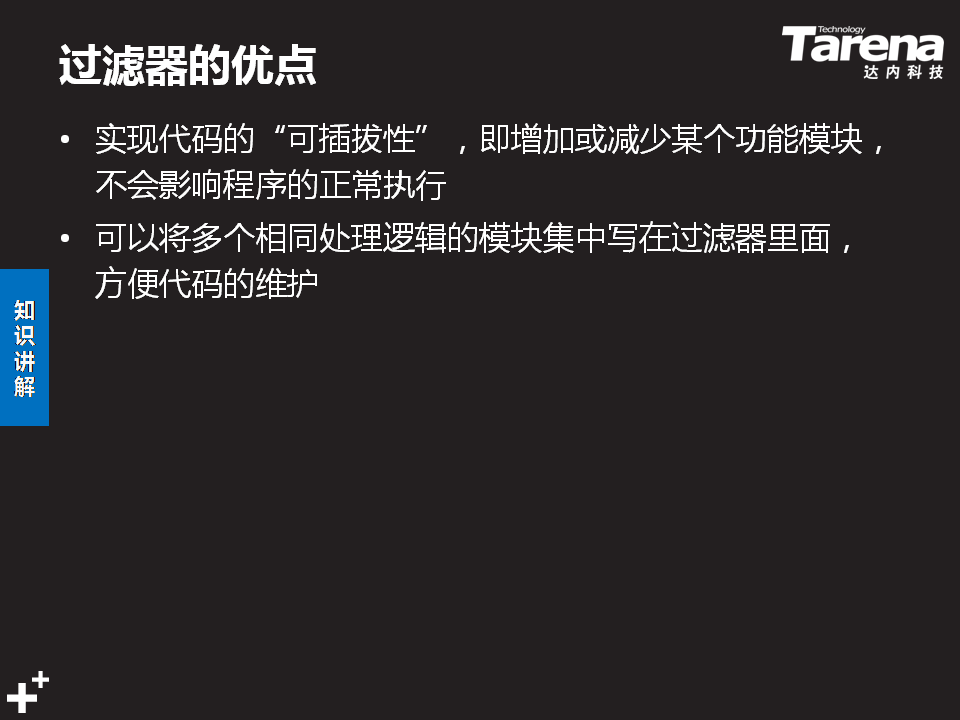 过滤器的优点
Technology
Tarena
达内科技
• 实现代码的“可插拔性”，即增加或减少某个功能模块，
不会影响程序的正常执行
• 可以将多个相同处理逻辑的模块集中写在过滤器里面，
方便代码的维护
知
识
讲
解